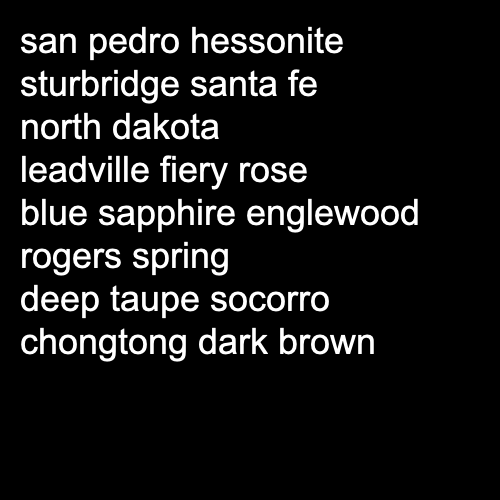 san pedro hessonite
sturbridge santa fe
north dakota
leadville fiery rose
blue sapphire englewood
rogers spring
deep taupe socorro
chongtong dark brown